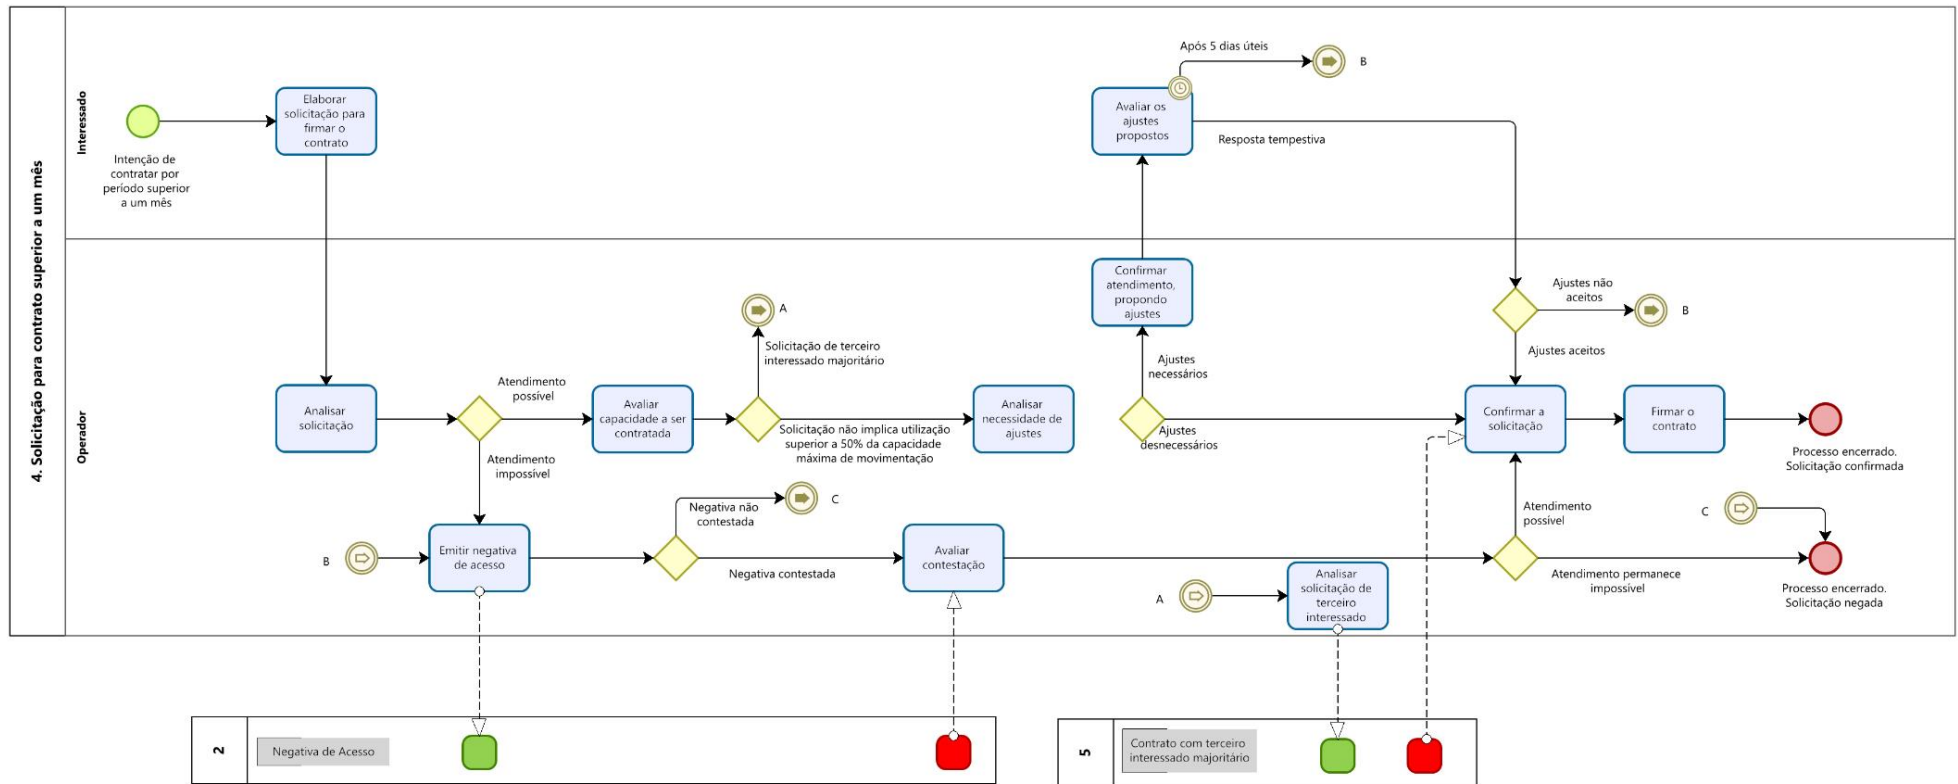 4. Solicitação para contrato superior a um mês
Interessado
Intenção de
contratar por
período superior
a um mês
Elaborar
solicitação para
firmar o
contrato
Avaliar os
ajustes
propostos
Após 5 dias úteis
B
Resposta tempestiva
Operador
Analisar
solicitação
Atendimento
possível
Atendimento
impossível
Avaliar
capacidade a ser
contratada
A
Solicitação de terceiro
interessado majoritário
Solicitação não implica utilização
superior a 50% da capacidade
máxima de movimentação
Analisar
necessidade de
ajustes
Confirmar
atendimento,
propondo
ajustes
Ajustes
necessários
Ajustes
desnecessários
Ajustes não
aceitos
B
Ajustes aceitos
Confirmar a
solicitação
Firmar o
contrato
Processo encerrado.
Solicitação confirmada
B
Emitir negativa
de acesso
Negativa não
contestada
C
Negativa contestada
Avaliar
contestação
A
Analisar
solicitação de
terceiro
interessado
Atendimento
possível
Atendimento permanece
impossível
C
Processo encerrado.
Solicitação negada
2
Negativa de Acesso
5
Contrato com terceiro
interessado majoritário